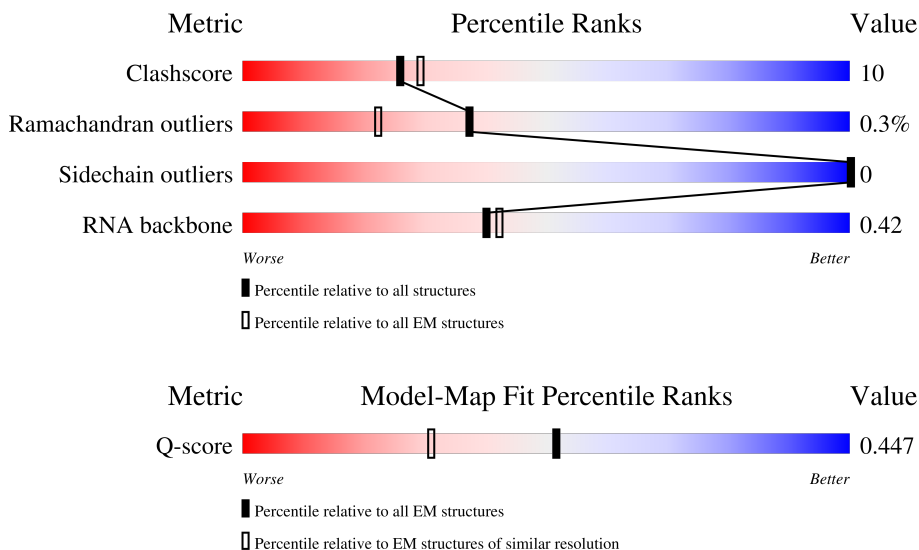 Metric Percentile Ranks Value
Clashscore 10
Ramachandran outliers 0.3%
Sidechain outliers 0
RNA backbone 0.42
Worse Better
Percentile relative to all structures
Percentile relative to all EM structures
Metric Model-Map Fit Percentile Ranks Value
Q-score 0.447
Worse Better
Percentile relative to all EM structures
Percentile relative to EM structures of similar resolution